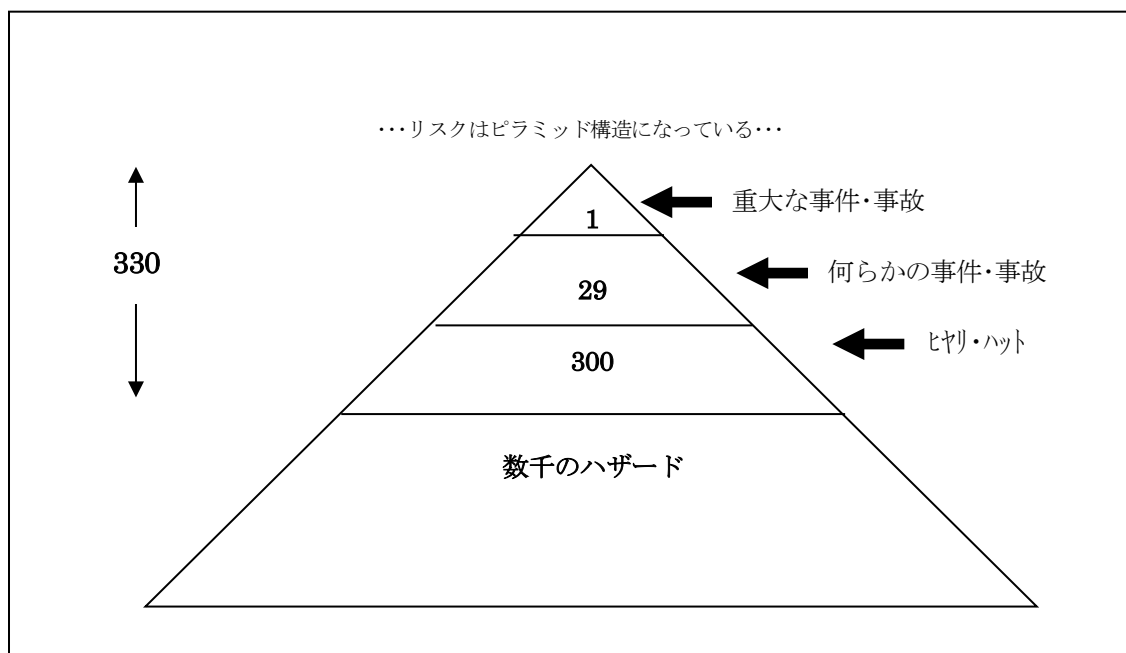 ･･･リスクはピラミッド構造になっている･･･
重大な事件･事故
1
330
何らかの事件･事故
29
ﾋﾔﾘ・ﾊｯﾄ
300
数千のハザード